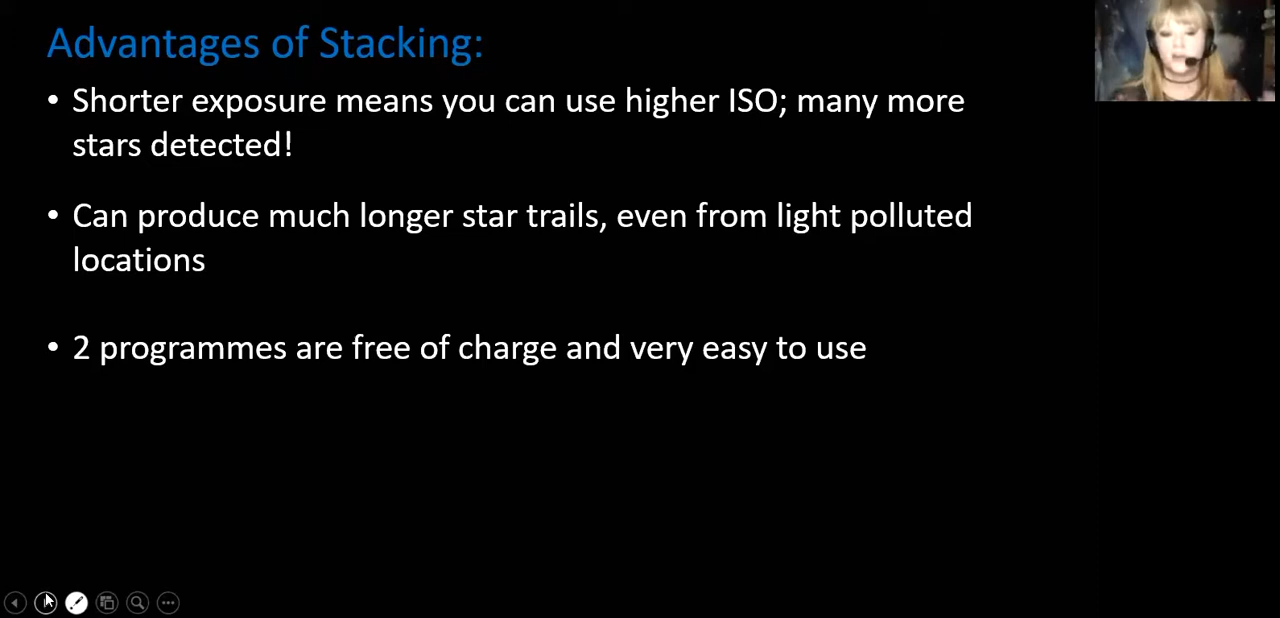 Advantages of Stacking:
• Shorter exposure means you can use higher ISO; many more
stars detected!
• Can produce much longer star trails, even from light polluted
locations
• 2 programmes are free of charge and very easy to use